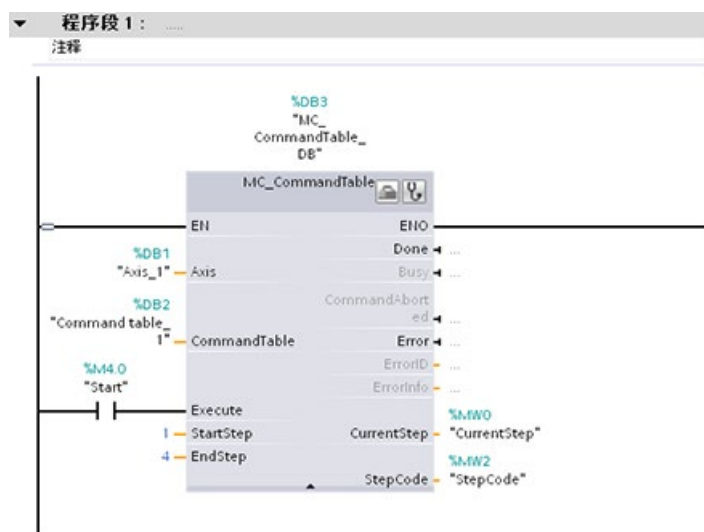 程序段 1： .....
注释
%DB3
"MC_
CommandTable_
DB"
MC_CommandTable
EN
ENO
%DB1
"Axis_1"
Axis
Done
...
Busy
...
%DB2
"Command table_
1"
CommandTable
CommandAbort
ed
...
Error
...
ErrorID
...
ErrorInfo
...
%M4.0
"Start"
Execute
1
StartStep
4
EndStep
%MW0
CurrentStep
"CurrentStep"
%MW2
StepCode
"StepCode"